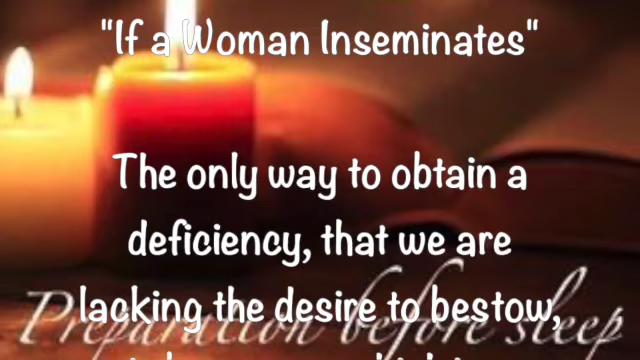 "If a Woman Inseminates"
The only way to obtain a
deficiency, that we are
lacking the desire to bestow,
Preparation before sleep